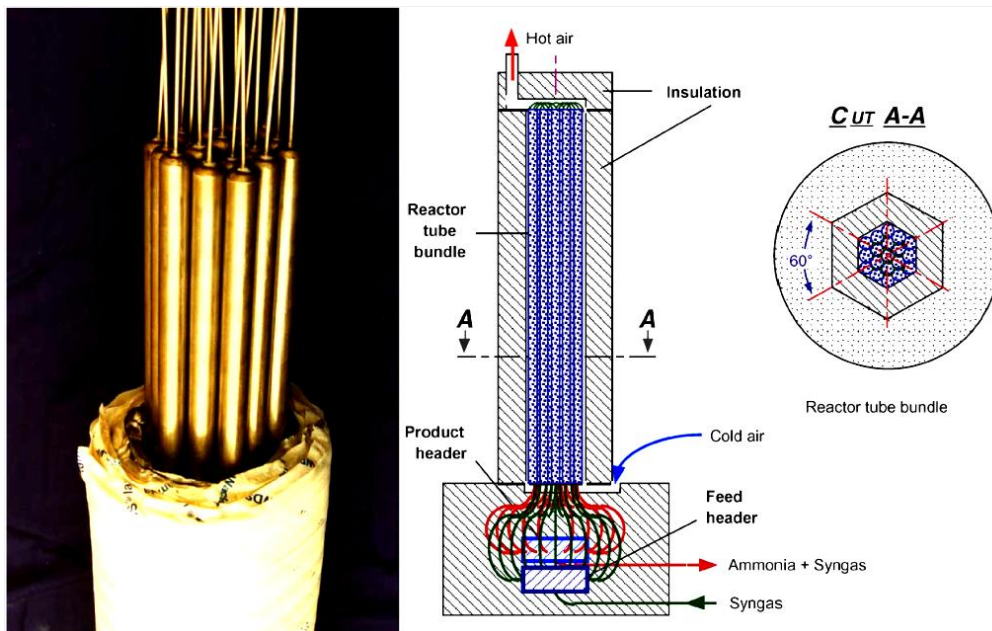 Hot air
Insulation
CUT A-A
Reactor
tube
bundle
60°
A
A
Reactor tube bundle
Product
header
Cold air
Feed
header
Ammonia + Syngas
Syngas